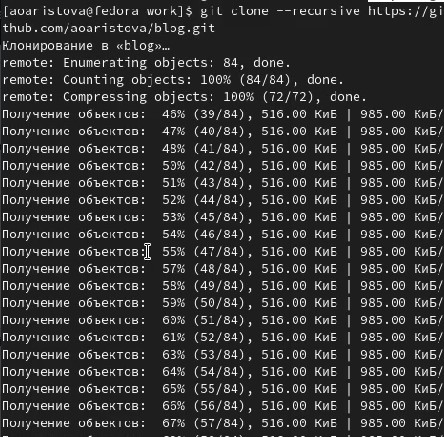 [aoaristova@fedora work]$ git clone --recursive https://gi
thub.com/aoaristova/blog.git
Клонирование в «blog»…
remote: Enumerating objects: 84, done.
remote: Counting objects: 100% (84/84), done.
remote: Compressing objects: 100% (72/72), done.
Получение объектов:  46% (39/84), 516.00 КиБ | 985.00 КиБ/
Получение объектов:  47% (40/84), 516.00 КиБ | 985.00 КиБ/
Получение объектов:  48% (41/84), 516.00 КиБ | 985.00 КиБ/
Получение объектов:  50% (42/84), 516.00 КиБ | 985.00 КиБ/
Получение объектов:  51% (43/84), 516.00 КиБ | 985.00 КиБ/
Получение объектов:  52% (44/84), 516.00 КиБ | 985.00 КиБ/
Получение объектов:  53% (45/84), 516.00 КиБ | 985.00 КиБ/
Получение объектов:  54% (46/84), 516.00 КиБ | 985.00 КиБ/
Получение объектов:  55% (47/84), 516.00 КиБ | 985.00 КиБ/
Получение объектов:  57% (48/84), 516.00 КиБ | 985.00 КиБ/
Получение объектов:  58% (49/84), 516.00 КиБ | 985.00 КиБ/
Получение объектов:  59% (50/84), 516.00 КиБ | 985.00 КиБ/
Получение объектов:  60% (51/84), 516.00 КиБ | 985.00 КиБ/
Получение объектов:  61% (52/84), 516.00 КиБ | 985.00 КиБ/
Получение объектов:  63% (53/84), 516.00 КиБ | 985.00 КиБ/
Получение объектов:  64% (54/84), 516.00 КиБ | 985.00 КиБ/
Получение объектов:  65% (55/84), 516.00 КиБ | 985.00 КиБ/
Получение объектов:  66% (56/84), 516.00 КиБ | 985.00 КиБ/
Получение объектов:  67% (57/84), 516.00 КиБ | 985.00 КиБ/